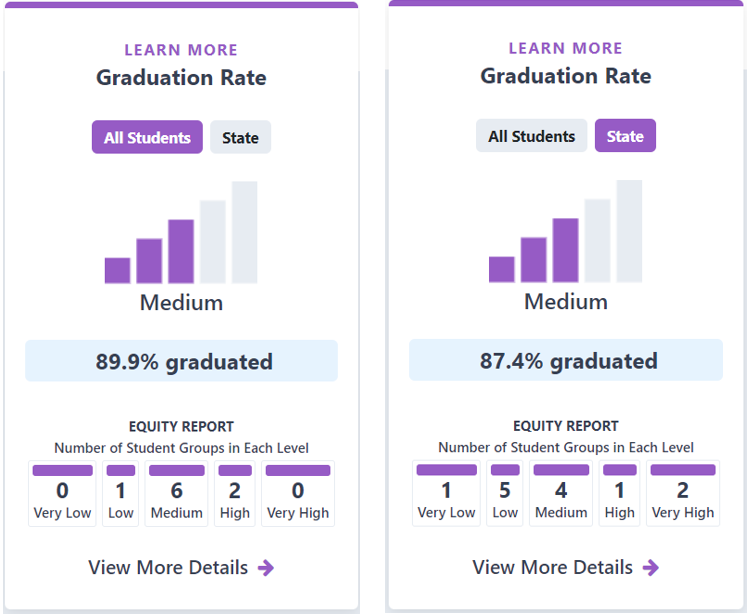 LEARN MORE
Graduation Rate
All Students State
Medium
89.9% graduated
EQUITY REPORT
Number of Student Groups in Each Level
0 1 6 2 0
Very Low Low Medium High Very High
View More Details
LEARN MORE
Graduation Rate
All Students State
Medium
87.4% graduated
EQUITY REPORT
Number of Student Groups in Each Level
1 5 4 1 2
Very Low Low Medium High Very High
View More Details